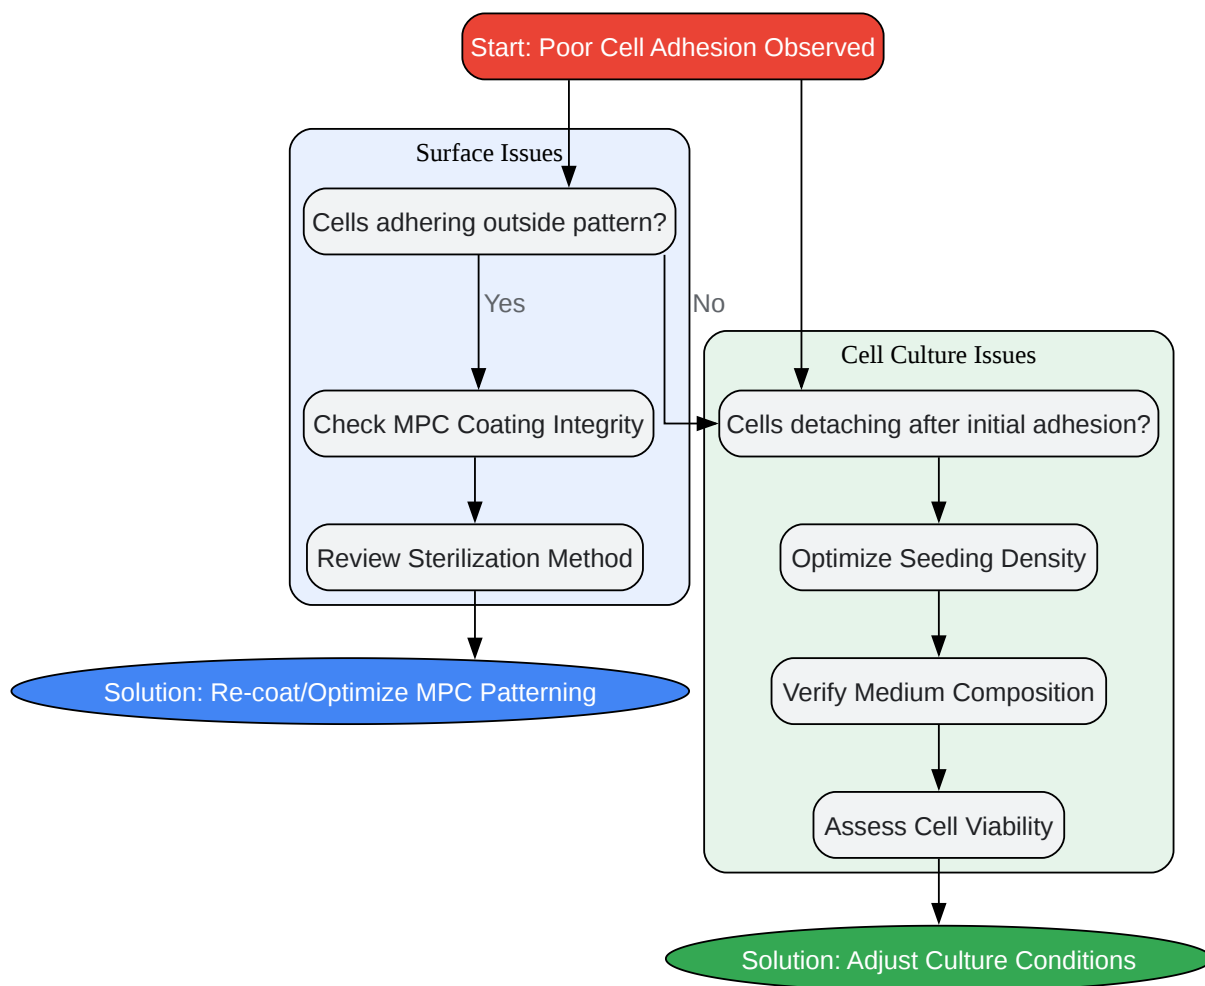 Start: Poor Cell Adhesion Observed
Surface Issues
Cells adhering outside pattern?
Yes
No
Cell Culture Issues
Check MPC Coating Integrity
Cells detaching after initial adhesion?
Review Sterilization Method
Optimize Seeding Density
Solution: Re-coat/Optimize MPC Patterning
Verify Medium Composition
Assess Cell Viability
Solution: Adjust Culture Conditions